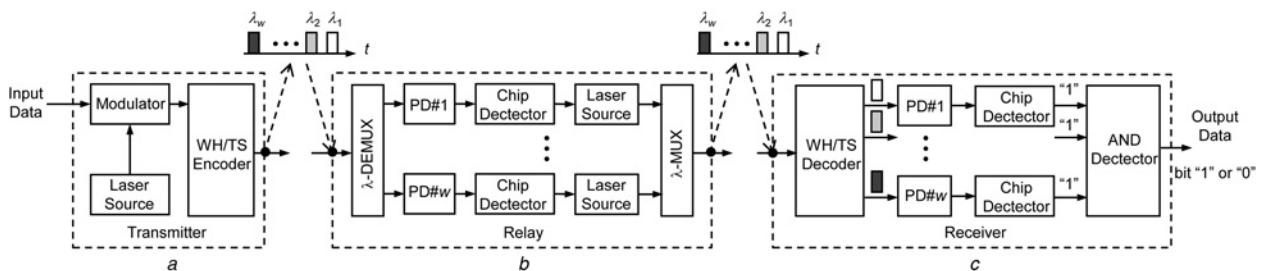 λw λ2 λ1
t
λw λ2 λ1
t
Input
Data
Modulator
WH/TS
Encoder
Laser
Source
Transmitter
a
λ-DEMUX
PD#1
Chip
Dectector
Laser
Source
PD#w
Chip
Dectector
Laser
Source
λ-MUX
Relay
b
WH/TS
Decoder
PD#1
Chip
Dectector
"1"
"1"
PD#w
Chip
Dectector
"1"
AND
Dectector
Receiver
c
Output
Data
bit "1" or "0"